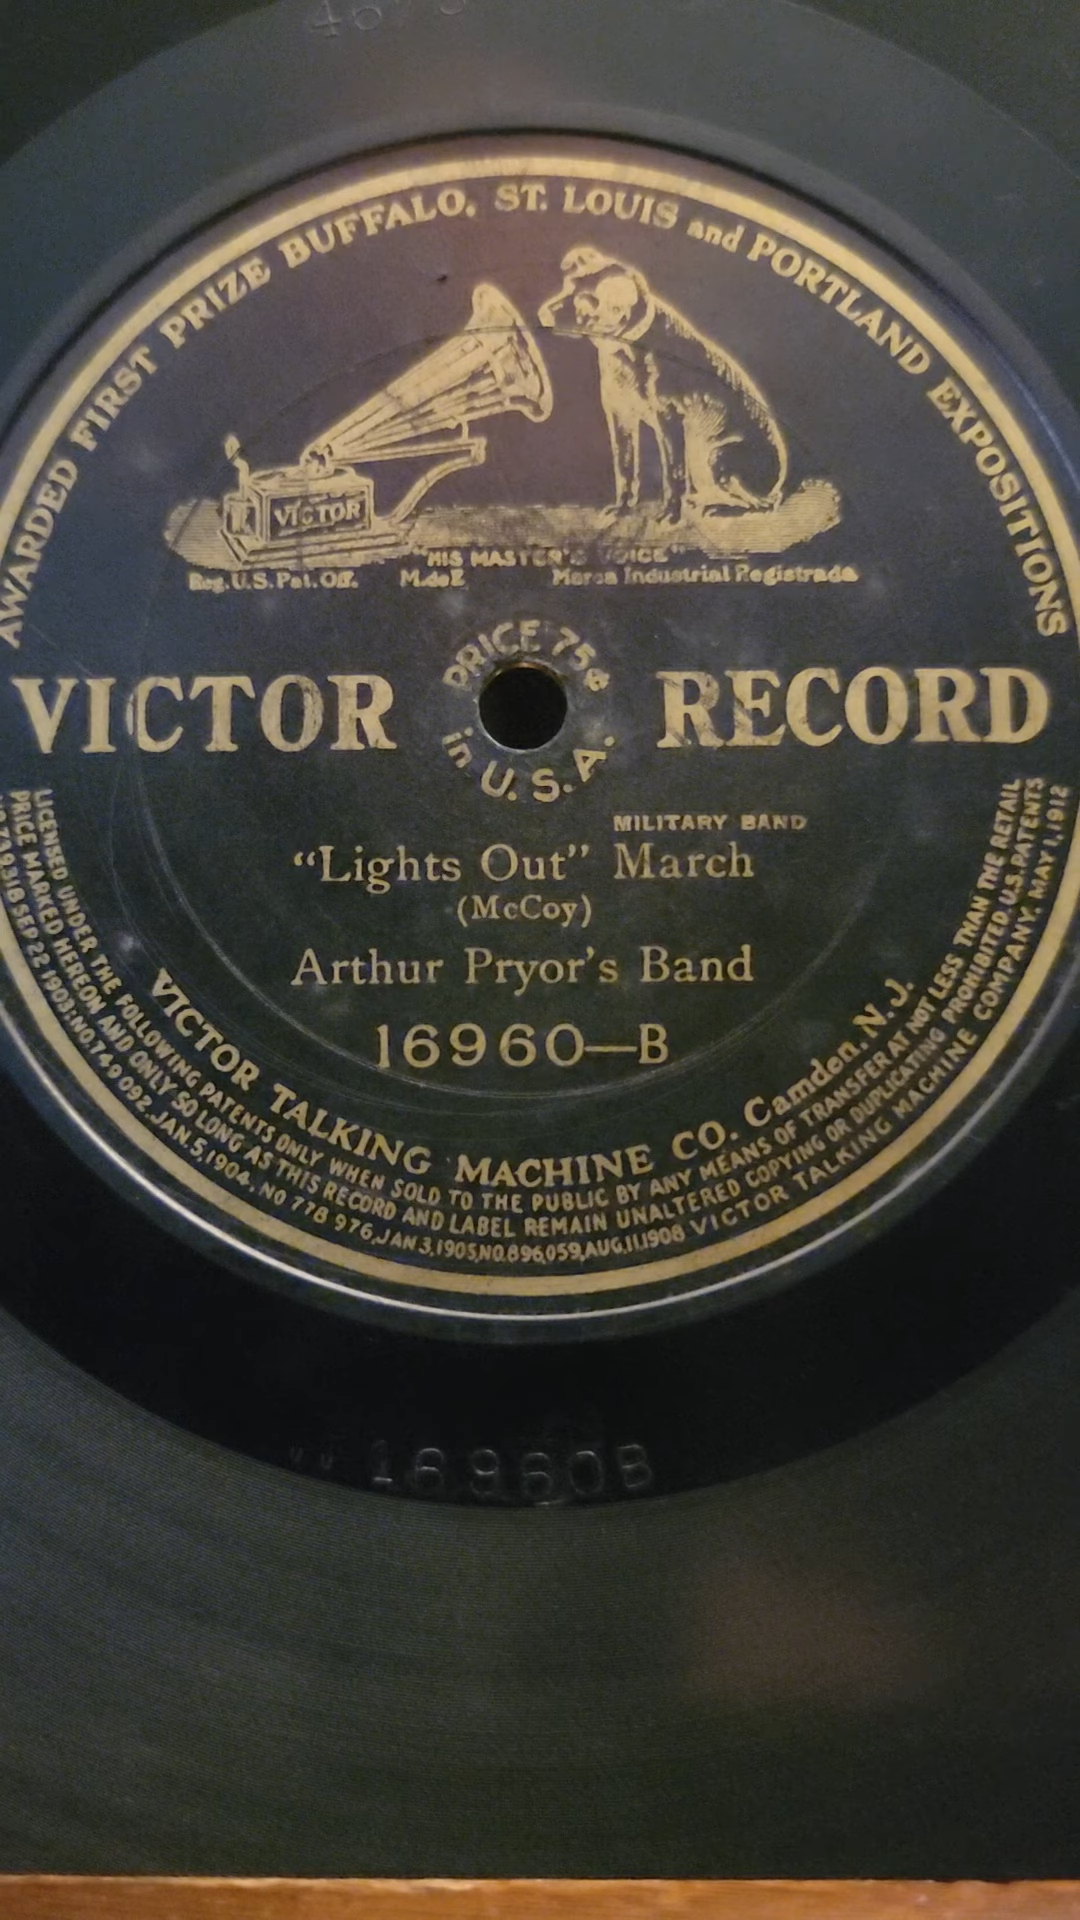 AWARDED FIRST PRIZE BUFFALO, ST. LOUIS and PORTLAND EXPOSITIONS
VICTOR
"HIS MASTER'S VOICE"
Reg. U.S. Pat. Off. M. de F. Marca Industrial Registrada
PRICE 75¢
VICTOR RECORD
in U.S.A.
MILITARY BAND
"Lights Out" March
(McCoy)
Arthur Pryor's Band
16960—B
VICTOR TALKING MACHINE CO. Camden, N.J.
LICENSED UNDER THE FOLLOWING PATENTS ONLY WHEN SOLD TO THE PUBLIC BY ANY MEANS OF TRANSFER AT NOT LESS THAN THE RETAIL
PRICE MARKED HEREON AND ONLY SO LONG AS THIS RECORD AND LABEL REMAIN UNALTERED COPYING OR DUPLICATING PROHIBITED. U.S. PATENTS
739,318 SEP 22 1903: NO. 749 092. JAN. 5, 1904, NO 778 976, JAN 3, 1905, NO. 896,059, AUG. 11, 1908 VICTOR TALKING MACHINE COMPANY. MAY 1, 1912
16960B